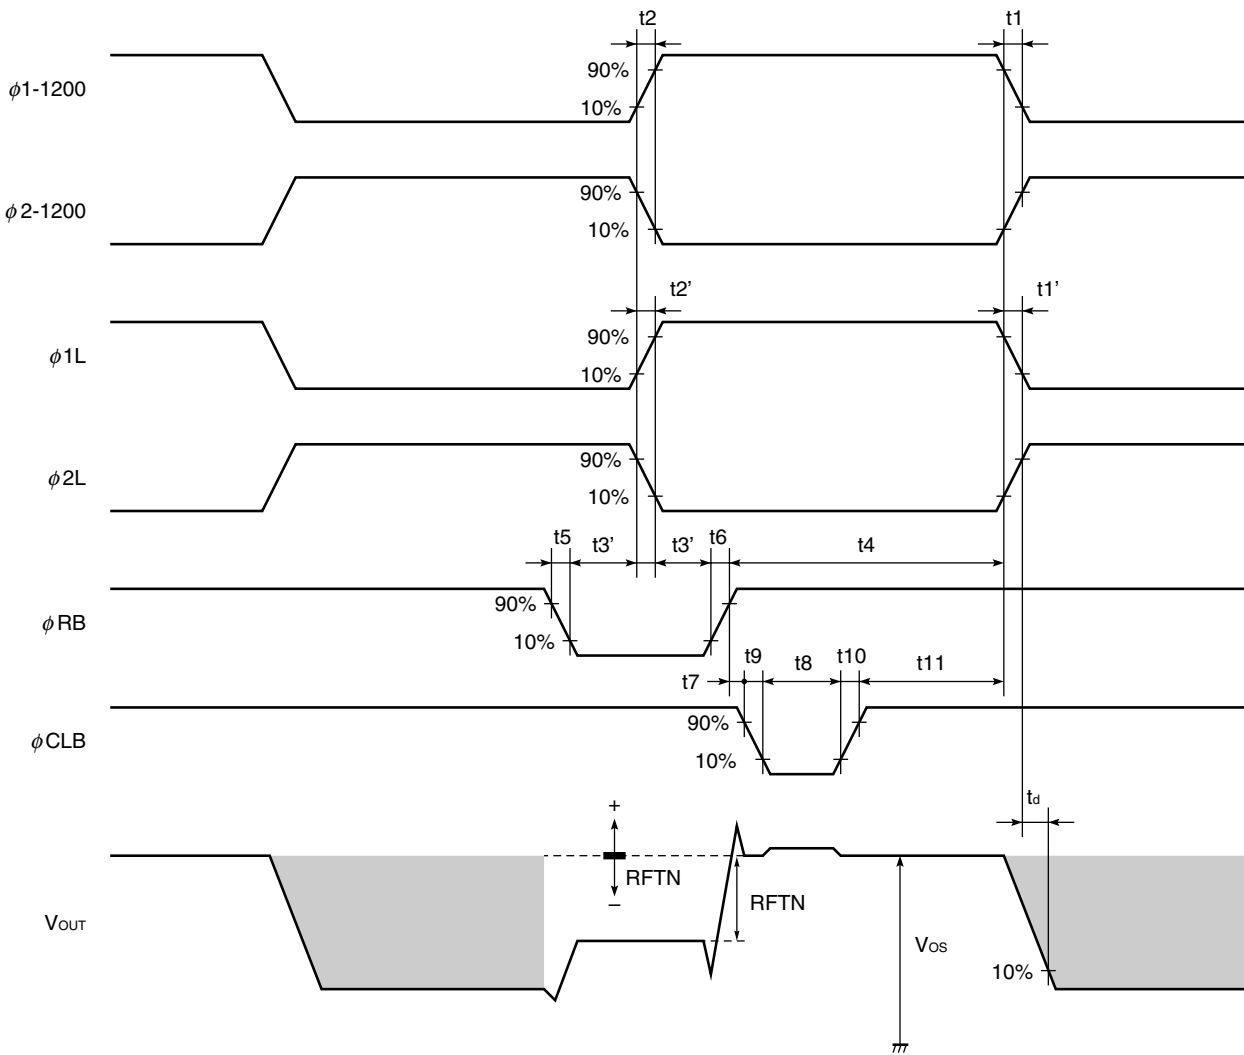 t2 t1
90%
ϕ1-1200
10%
90%
ϕ2-1200
10%
t2' t1'
90%
ϕ1L
10%
90%
ϕ2L
10%
t5 t3' t3' t6 t4
90%
ϕRB
10%
t9 t8 t10 t11
t7
90%
ϕCLB
10%
td
+
RFTN
−
RFTN
VOUT
VOS
10%